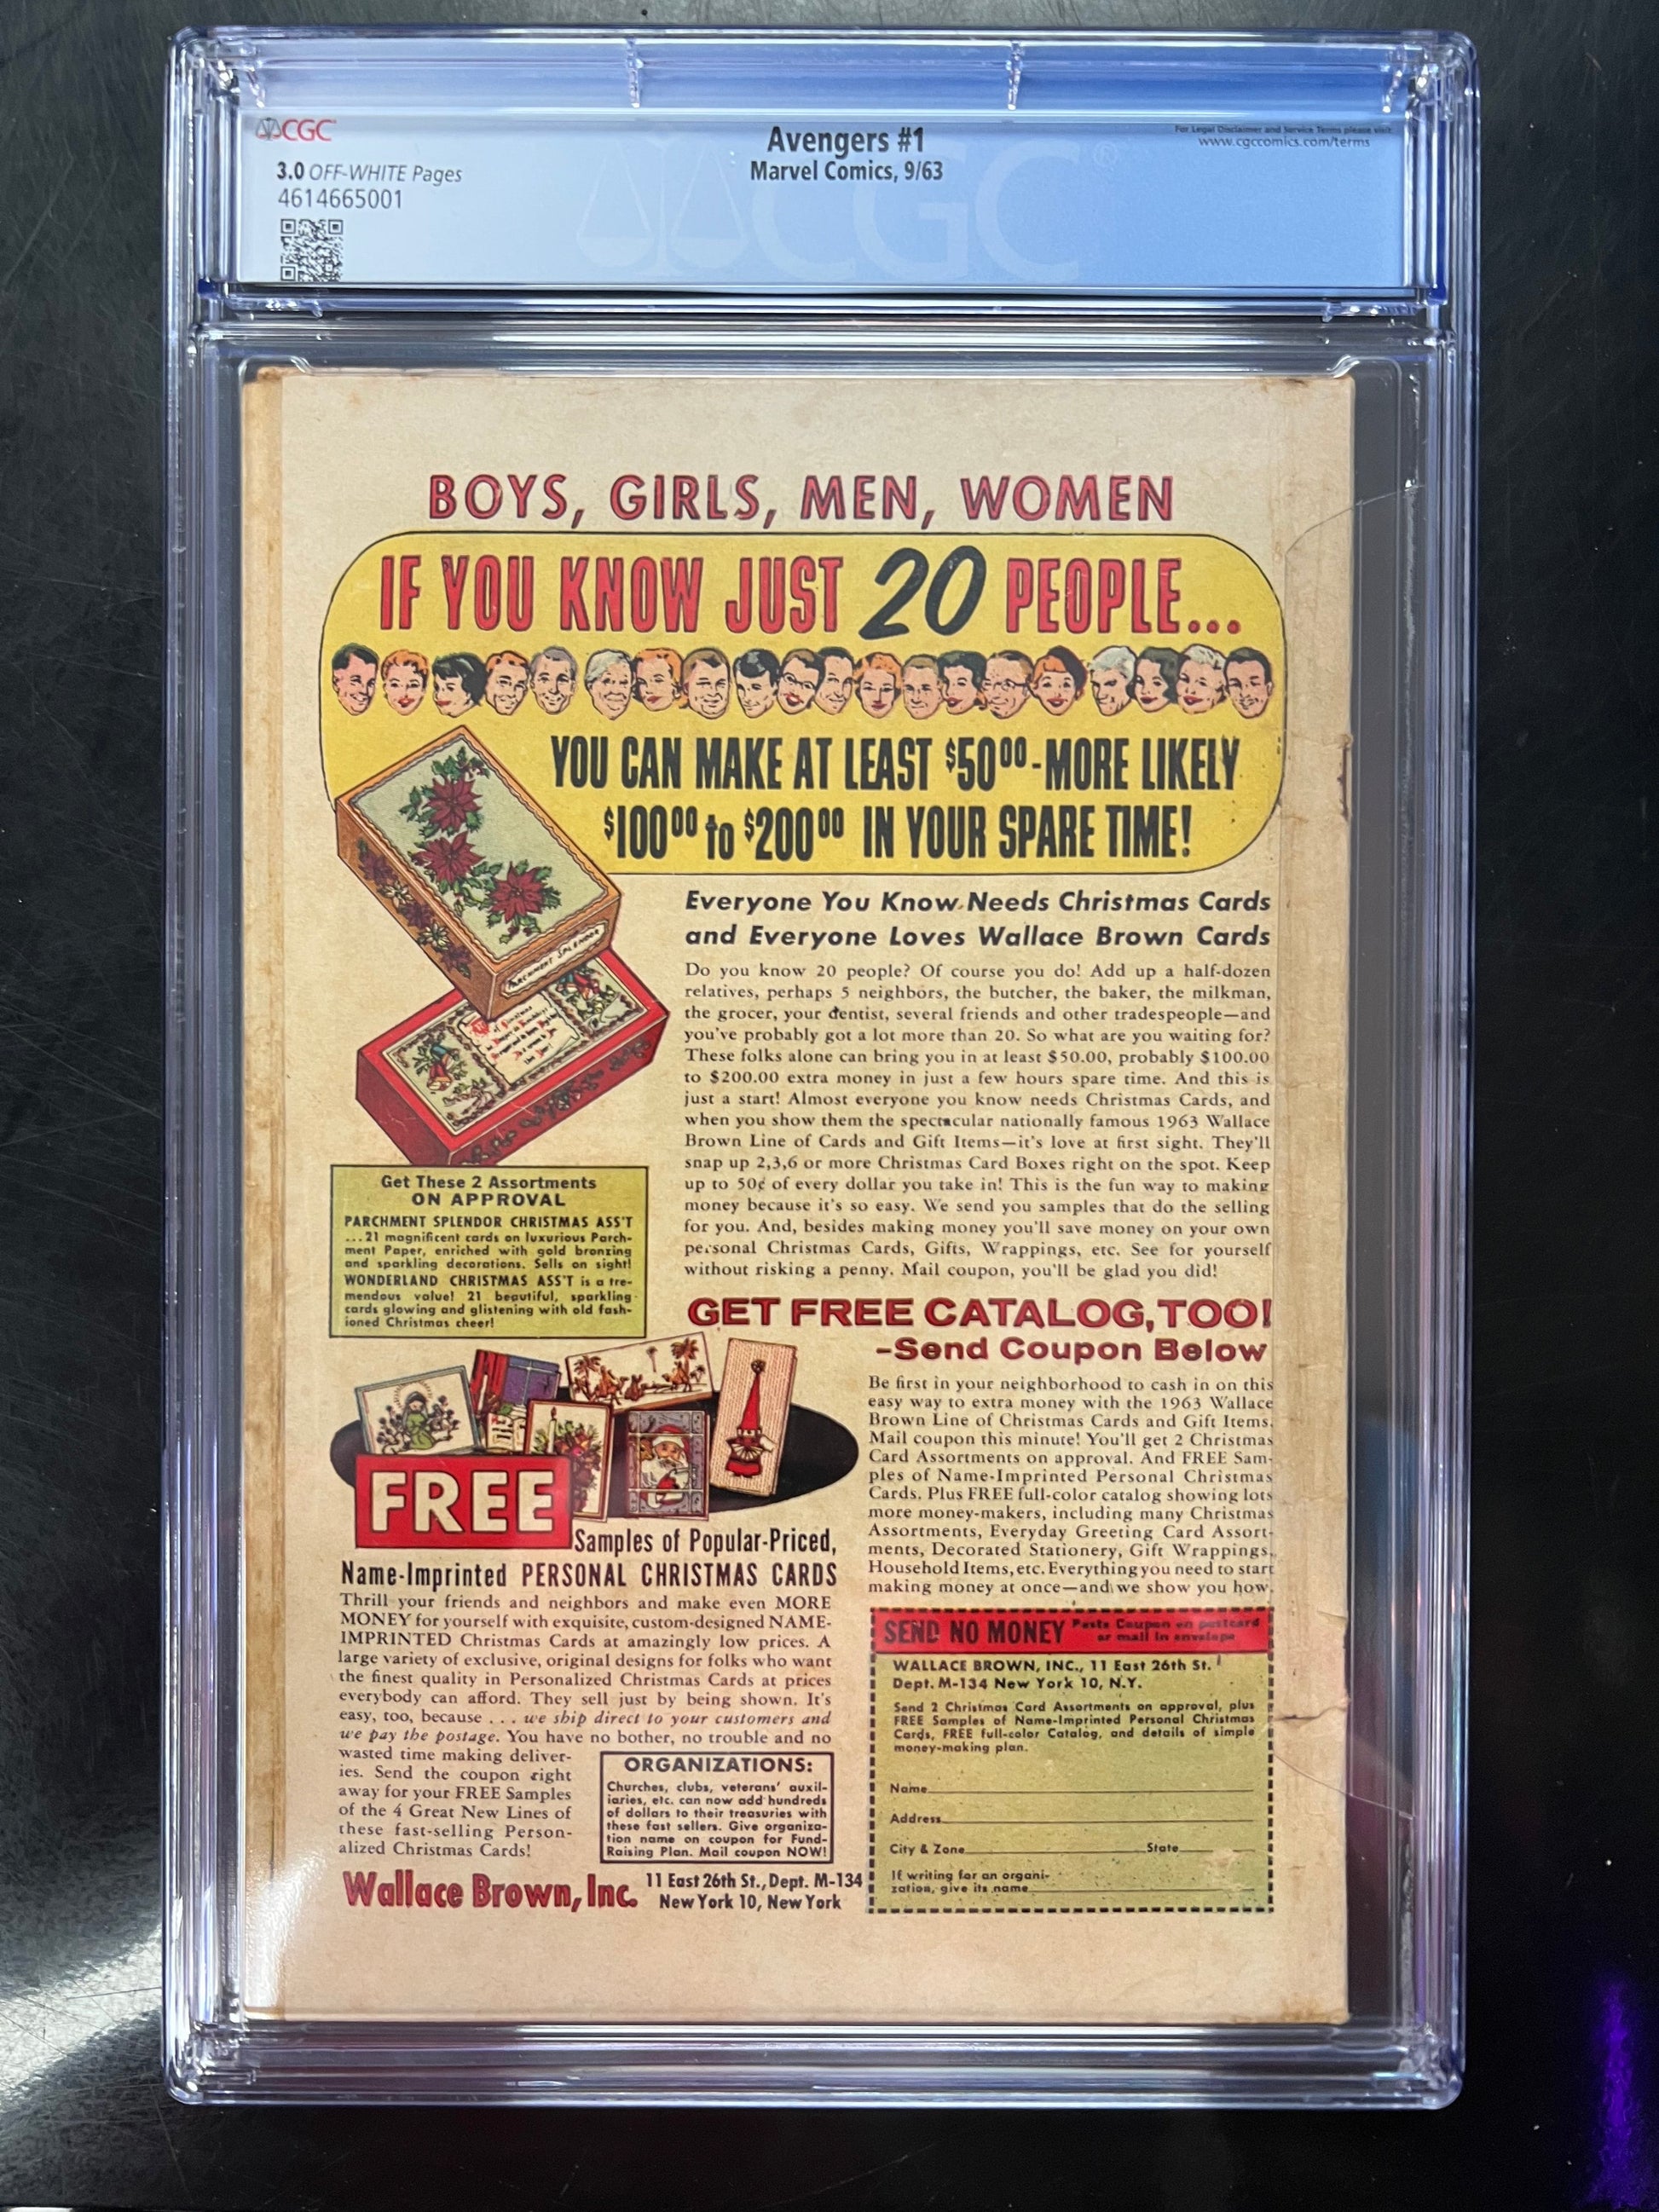 CGC
Avengers #1
For Legal Disclaimer and Service Terms please visit
3.0 OFF-WHITE Pages
Marvel Comics, 9/63
www.cgccomics.com/terms
4614665001
CGC
BOYS, GIRLS, MEN, WOMEN
IF YOU KNOW JUST 20 PEOPLE...
YOU CAN MAKE AT LEAST $50⁰⁰-MORE LIKELY
$100⁰⁰ to $200⁰⁰ IN YOUR SPARE TIME!
PARCHMENT SPLENDOR
Everyone You Know Needs Christmas Cards
and Everyone Loves Wallace Brown Cards
Do you know 20 people? Of course you do! Add up a half-dozen
relatives, perhaps 5 neighbors, the butcher, the baker, the milkman,
the grocer, your dentist, several friends and other tradespeople—and
you've probably got a lot more than 20. So what are you waiting for?
These folks alone can bring you in at least $50.00, probably $100.00
to $200.00 extra money in just a few hours spare time. And this is
just a start! Almost everyone you know needs Christmas Cards, and
when you show them the spectacular nationally famous 1963 Wallace
Brown Line of Cards and Gift Items—it's love at first sight. They'll
snap up 2,3,6 or more Christmas Card Boxes right on the spot. Keep
up to 50¢ of every dollar you take in! This is the fun way to making
money because it's so easy. We send you samples that do the selling
for you. And, besides making money you'll save money on your own
personal Christmas Cards, Gifts, Wrappings, etc. See for yourself
without risking a penny. Mail coupon, you'll be glad you did!
Get These 2 Assortments
ON APPROVAL
PARCHMENT SPLENDOR CHRISTMAS ASS'T
...21 magnificent cards on luxurious Parch-
ment Paper, enriched with gold bronzing
and sparkling decorations. Sells on sight!
WONDERLAND CHRISTMAS ASS'T is a tre-
mendous value! 21 beautiful, sparkling
cards glowing and glistening with old fash-
ioned Christmas cheer!
GET FREE CATALOG, TOO!
-Send Coupon Below
Be first in your neighborhood to cash in on this
easy way to extra money with the 1963 Wallace
Brown Line of Christmas Cards and Gift Items.
Mail coupon this minute! You'll get 2 Christmas
Card Assortments on approval. And FREE Sam-
ples of Name-Imprinted Personal Christmas
Cards. Plus FREE full-color catalog showing lots
more money-makers, including many Christmas
Assortments, Everyday Greeting Card Assort-
ments, Decorated Stationery, Gift Wrappings,
Household Items, etc. Everything you need to start
making money at once—and we show you how.
FREE
Samples of Popular-Priced,
Name-Imprinted PERSONAL CHRISTMAS CARDS
Thrill your friends and neighbors and make even MORE
MONEY for yourself with exquisite, custom-designed NAME-
IMPRINTED Christmas Cards at amazingly low prices. A
large variety of exclusive, original designs for folks who want
the finest quality in Personalized Christmas Cards at prices
everybody can afford. They sell just by being shown. It's
easy, too, because . . . we ship direct to your customers and
we pay the postage. You have no bother, no trouble and no
wasted time making deliver-
ies. Send the coupon right
away for your FREE Samples
of the 4 Great New Lines of
these fast-selling Person-
alized Christmas Cards!
ORGANIZATIONS:
Churches, clubs, veterans' auxil-
iaries, etc. can now add hundreds
of dollars to their treasuries with
these fast sellers. Give organiza-
tion name on coupon for Fund-
Raising Plan. Mail coupon NOW!
Wallace Brown, Inc.
11 East 26th St., Dept. M-134
New York 10, New York
SEND NO MONEY
Paste Coupon on postcard
or mail in envelope
WALLACE BROWN, INC., 11 East 26th St.
Dept. M-134 New York 10, N.Y.
Send 2 Christmas Card Assortments on approval, plus
FREE Samples of Name-Imprinted Personal Christmas
Cards, FREE full-color Catalog, and details of simple
money-making plan.
Name
Address
City & Zone State
If writing for an organi-
zation, give its name